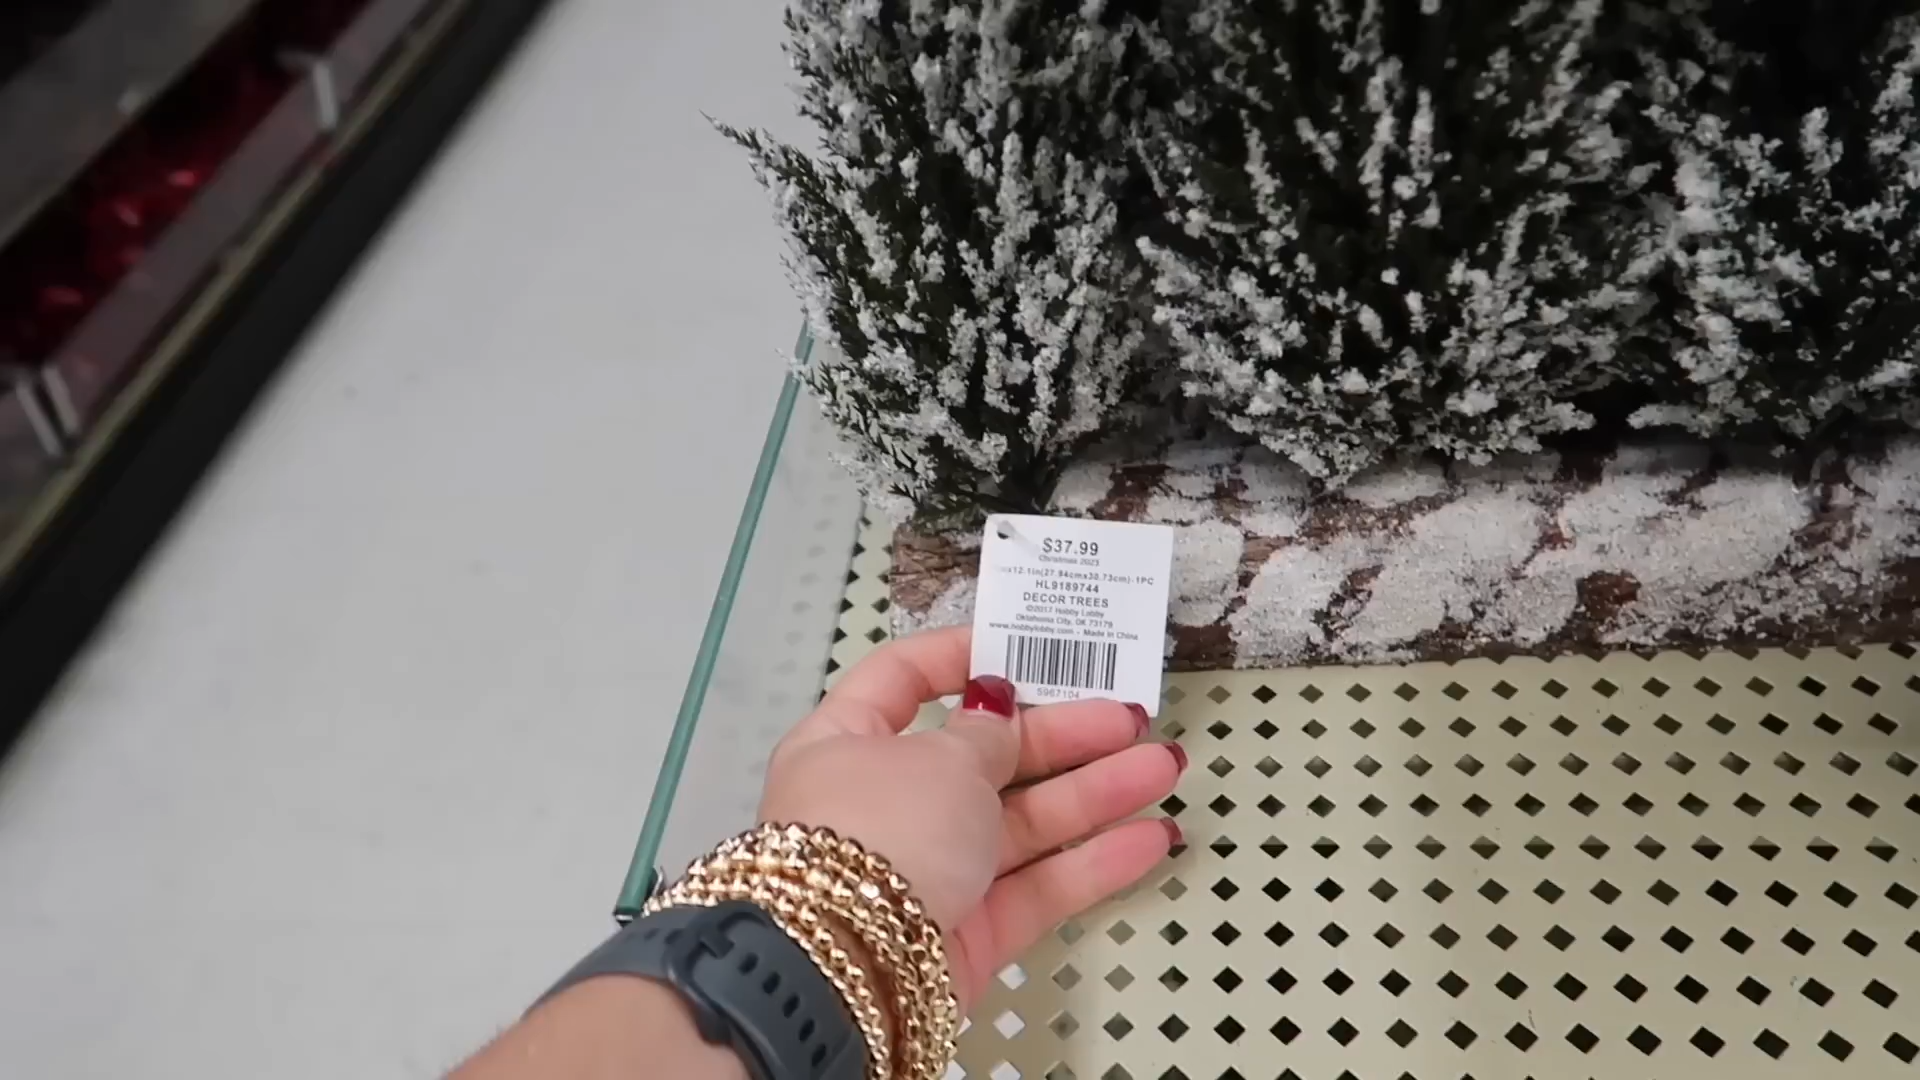 $37.99
Christmas 2023
x12.1in(27.94cmx30.73cm)-1PC
HL9189744
DECOR TREES
©2017 Hobby Lobby
Oklahoma City, OK 73179
www.hobbylobby.com - Made in China
5967104